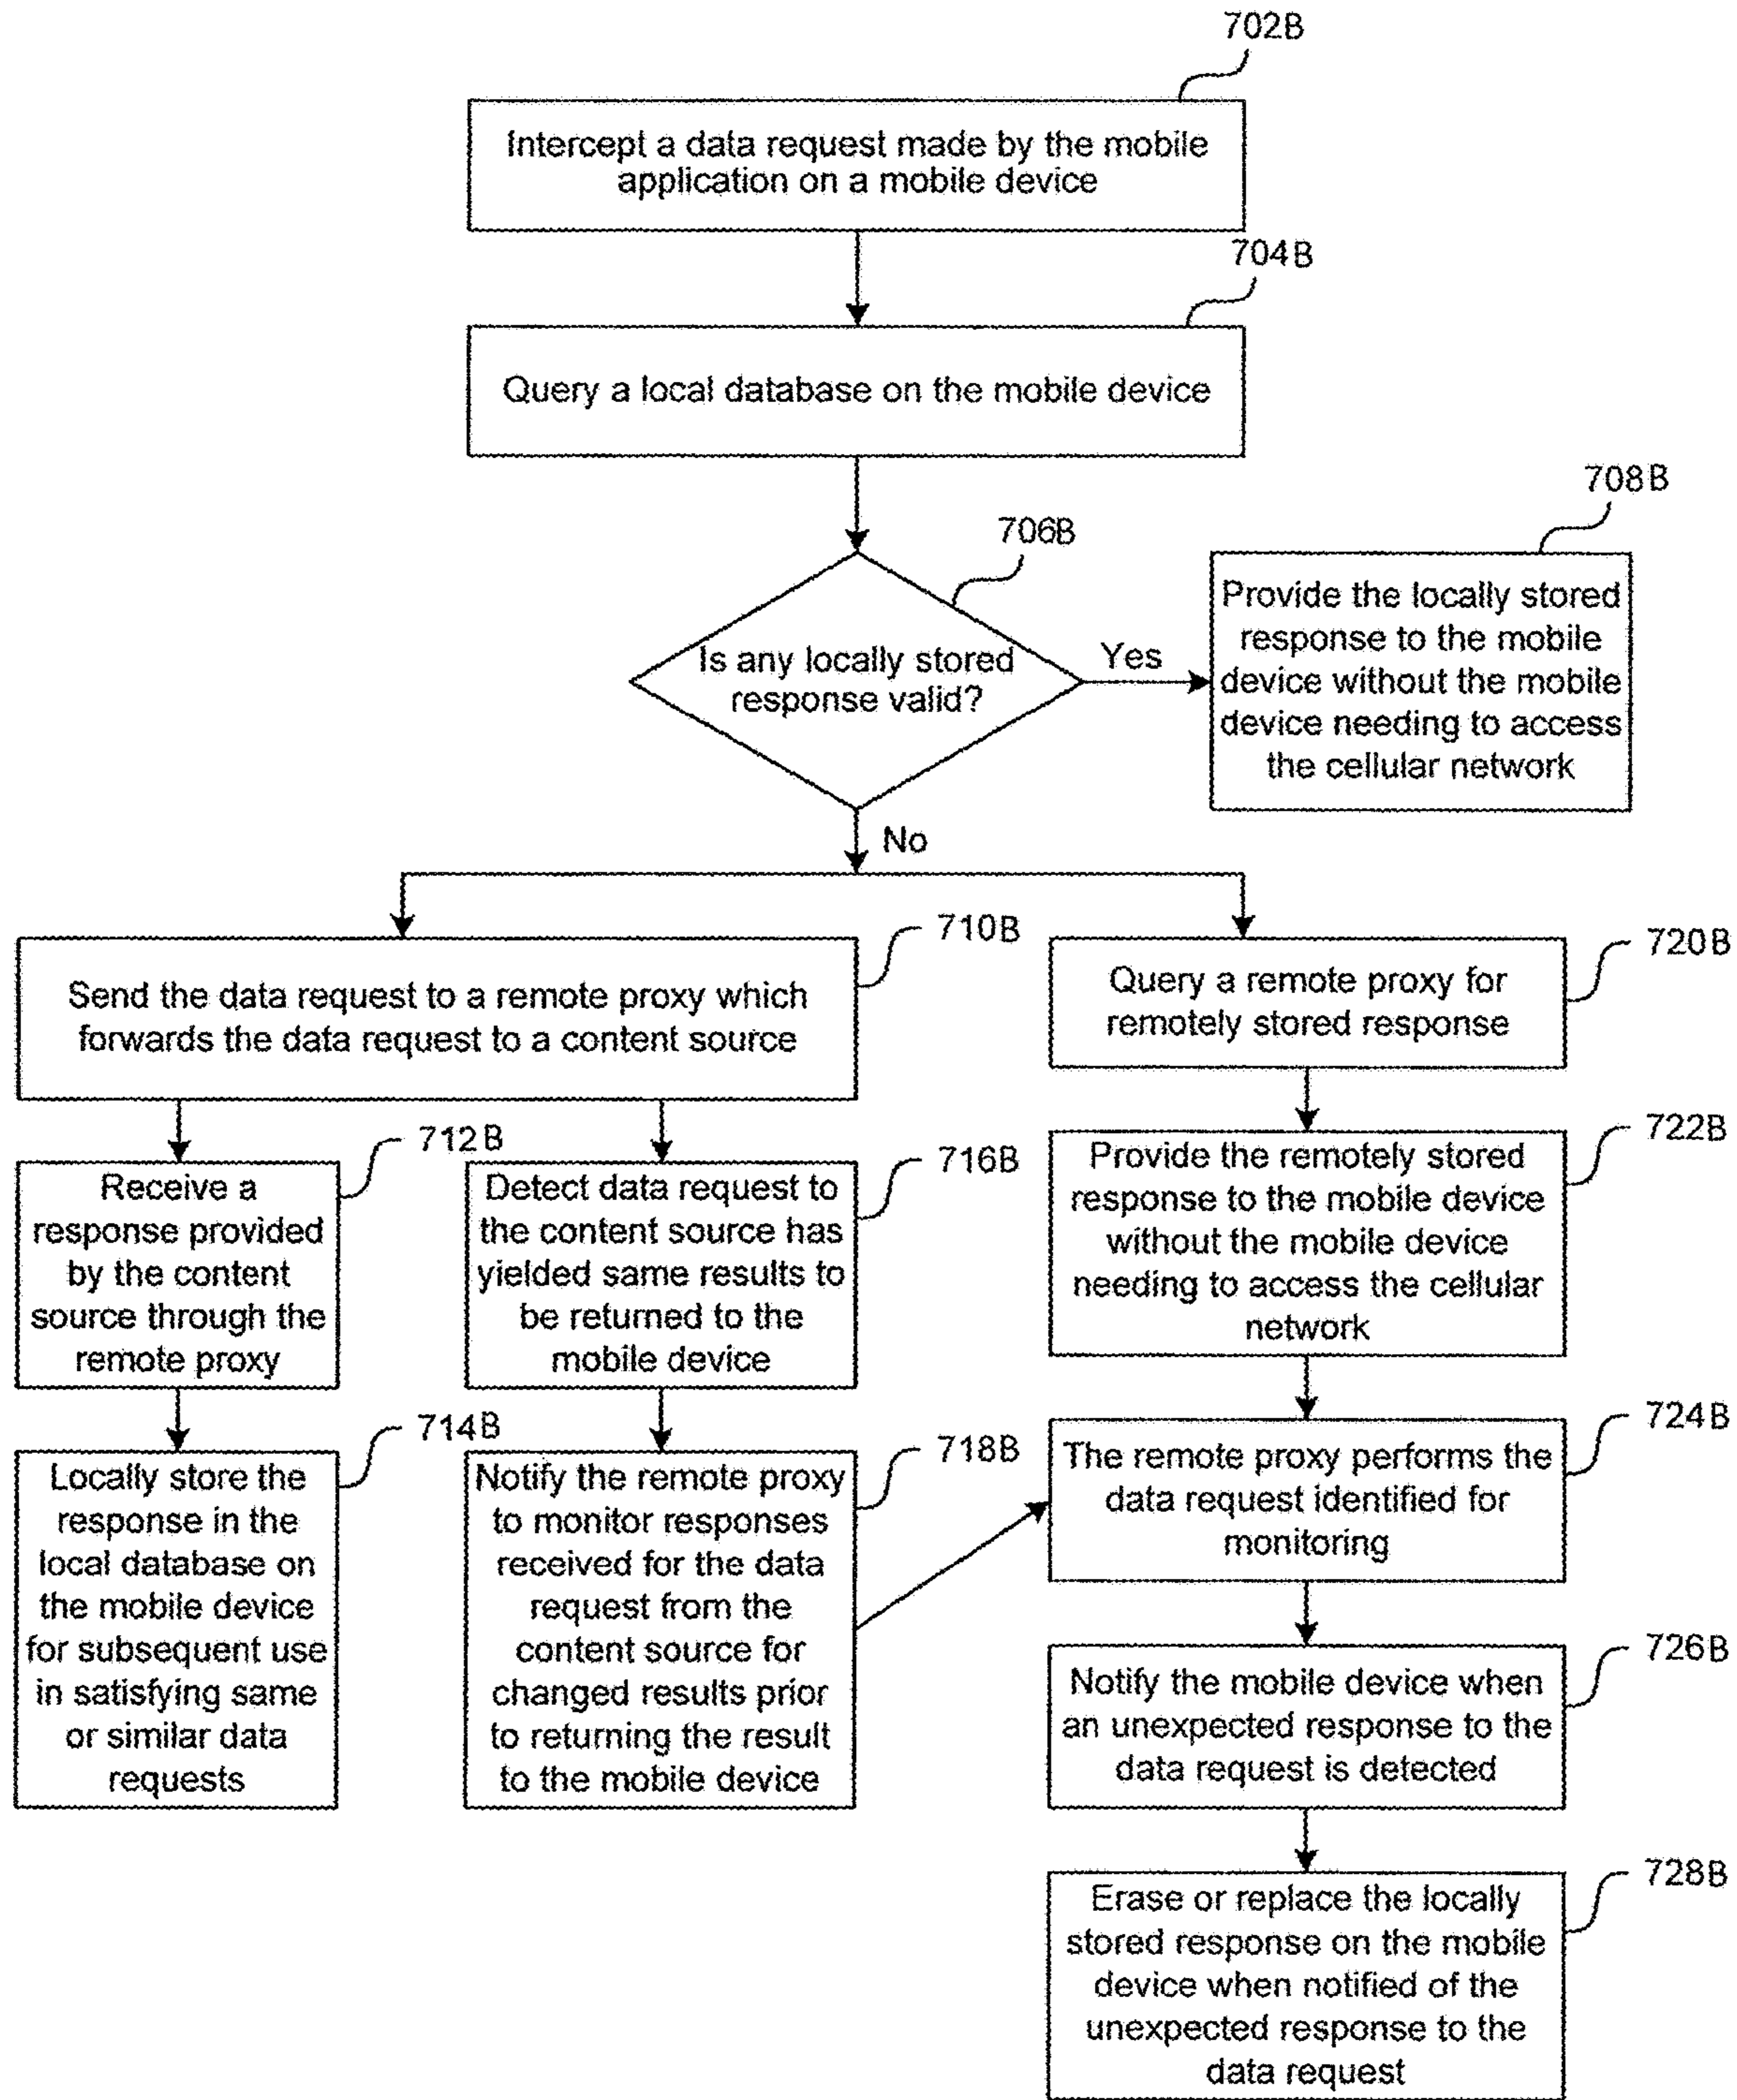 702B
Intercept a data request made by the mobile
application on a mobile device
704B
Query a local database on the mobile device
706B
Is any locally stored
response valid?
Yes
708B
Provide the locally stored
response to the mobile
device without the mobile
device needing to access
the cellular network
No
710B
Send the data request to a remote proxy which
forwards the data request to a content source
712B
Receive a
response provided
by the content
source through the
remote proxy
714B
Locally store the
response in the
local database on
the mobile device
for subsequent use
in satisfying same
or similar data
requests
716B
Detect data request to
the content source has
yielded same results to
be returned to the
mobile device
718B
Notify the remote proxy
to monitor responses
received for the data
request from the
content source for
changed results prior
to returning the result
to the mobile device
720B
Query a remote proxy for
remotely stored response
722B
Provide the remotely stored
response to the mobile device
without the mobile device
needing to access the cellular
network
724B
The remote proxy performs the
data request identified for
monitoring
726B
Notify the mobile device when
an unexpected response to the
data request is detected
728B
Erase or replace the locally
stored response on the mobile
device when notified of the
unexpected response to the
data request